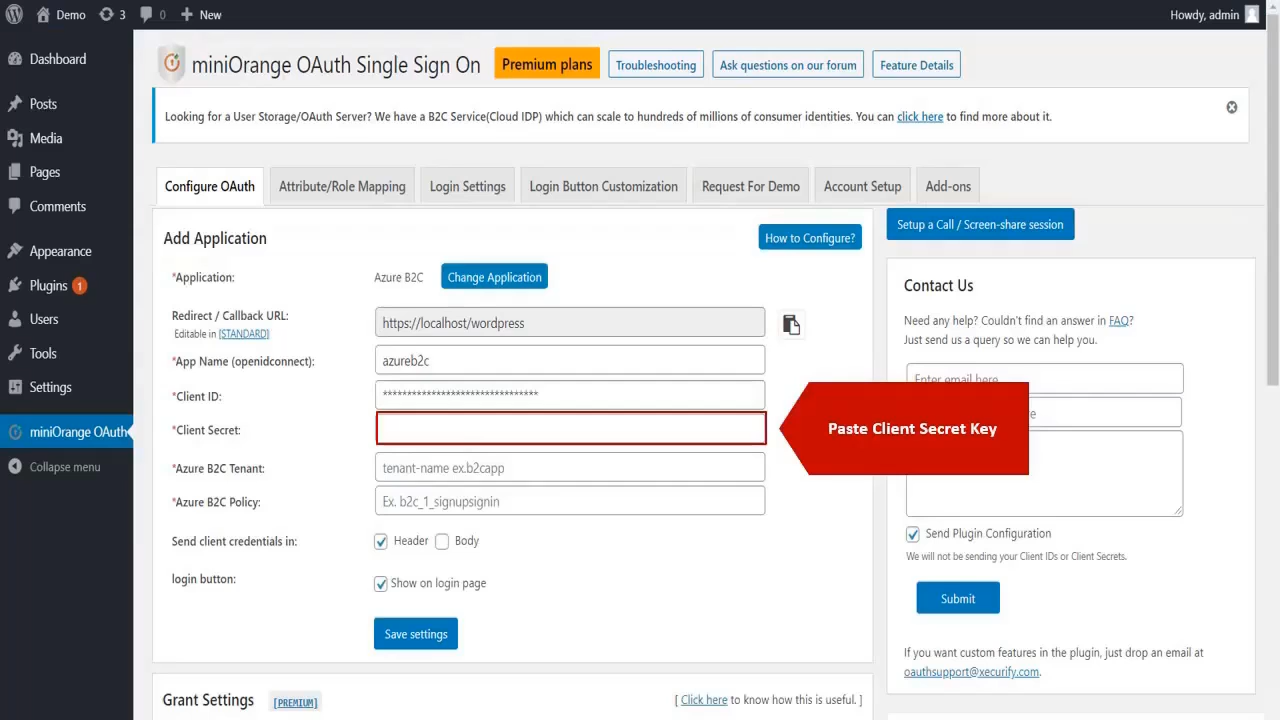 Demo 3 0 New Howdy, admin
Dashboard
Posts
Media
Pages
Comments
Appearance
Plugins 1
Users
Tools
Settings
miniOrange OAuth
Collapse menu
miniOrange OAuth Single Sign On Premium plans Troubleshooting Ask questions on our forum Feature Details
Looking for a User Storage/OAuth Server? We have a B2C Service(Cloud IDP) which can scale to hundreds of millions of consumer identities. You can click here to find more about it.
Configure OAuth Attribute/Role Mapping Login Settings Login Button Customization Request For Demo Account Setup Add-ons
Add Application How to Configure?
*Application: Azure B2C Change Application
Redirect / Callback URL: https://localhost/wordpress
Editable in [STANDARD]
*App Name (openidconnect): azureb2c
*Client ID: ********************************
*Client Secret:
Paste Client Secret Key
*Azure B2C Tenant: tenant-name ex.b2capp
*Azure B2C Policy: Ex. b2c_1_signupsignin
Send client credentials in: Header Body
login button: Show on login page
Save settings
Grant Settings [PREMIUM] [ Click here to know how this is useful. ]
Setup a Call / Screen-share session
Contact Us
Need any help? Couldn't find an answer in FAQ?
Just send us a query so we can help you.
Enter email here
Send Plugin Configuration
We will not be sending your Client IDs or Client Secrets.
Submit
If you want custom features in the plugin, just drop an email at
oauthsupport@xecurify.com.